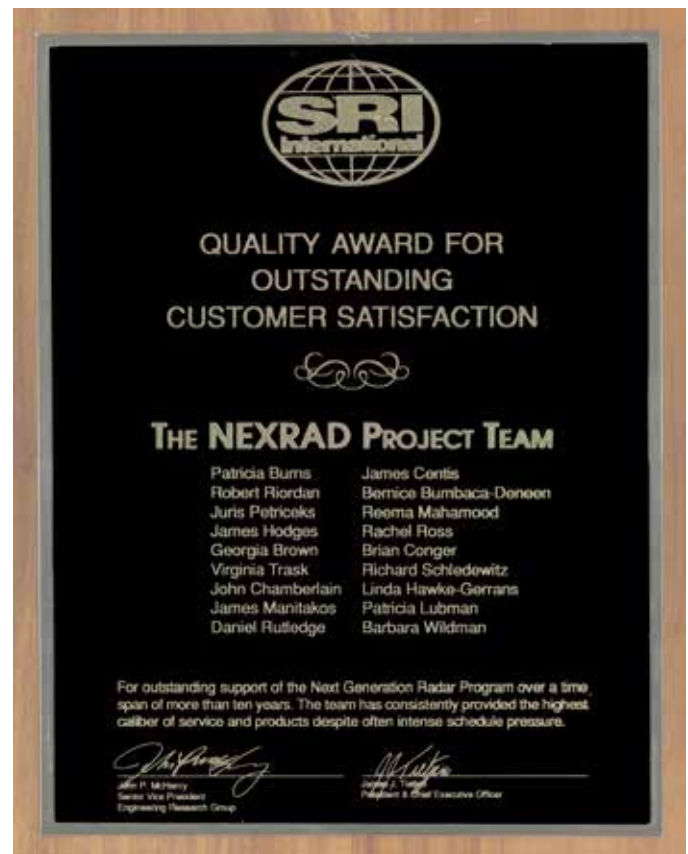 SRI
International
QUALITY AWARD FOR
OUTSTANDING
CUSTOMER SATISFACTION
THE NEXRAD PROJECT TEAM
Patricia Burns
Robert Riordan
Juris Petriceks
James Hodges
Georgia Brown
Virginia Trask
John Chamberlain
James Manitakos
Daniel Rutledge
James Centis
Bernice Bumbaca-Deneen
Reema Mahamood
Rachel Ross
Brian Conger
Richard Schledewitz
Linda Hawke-Gerrans
Patricia Lubman
Barbara Wildman
For outstanding support of the Next Generation Radar Program over a time
span of more than ten years. The team has consistently provided the highest
caliber of service and products despite often intense schedule pressure.
John P. McHenry
Senior Vice President
Engineering Research Group
J.
President & Chief Executive Officer